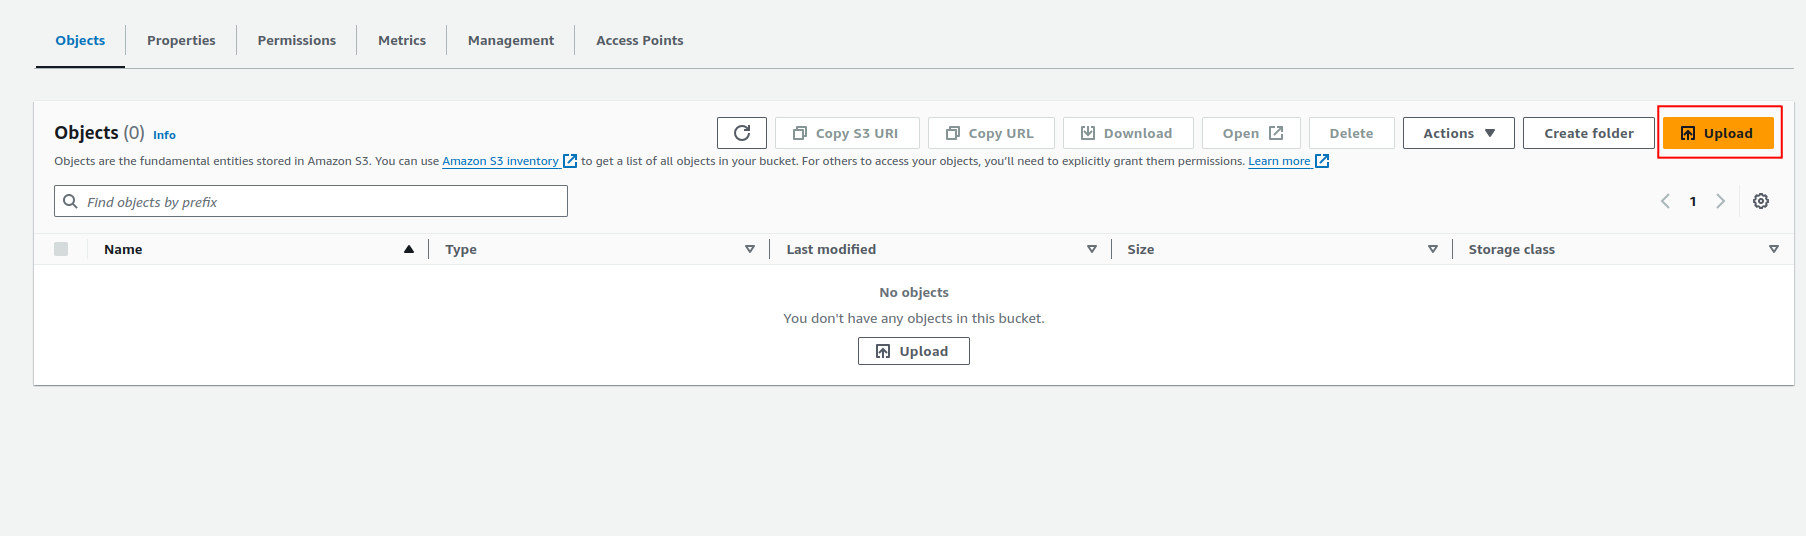 Objects Properties Permissions Metrics Management Access Points
Objects (0) Info Copy S3 URI Copy URL Download Open Delete Actions Create folder Upload
Objects are the fundamental entities stored in Amazon S3. You can use Amazon S3 inventory to get a list of all objects in your bucket. For others to access your objects, you'll need to explicitly grant them permissions. Learn more
Find objects by prefix 1
Name Type Last modified Size Storage class
No objects
You don't have any objects in this bucket.
Upload